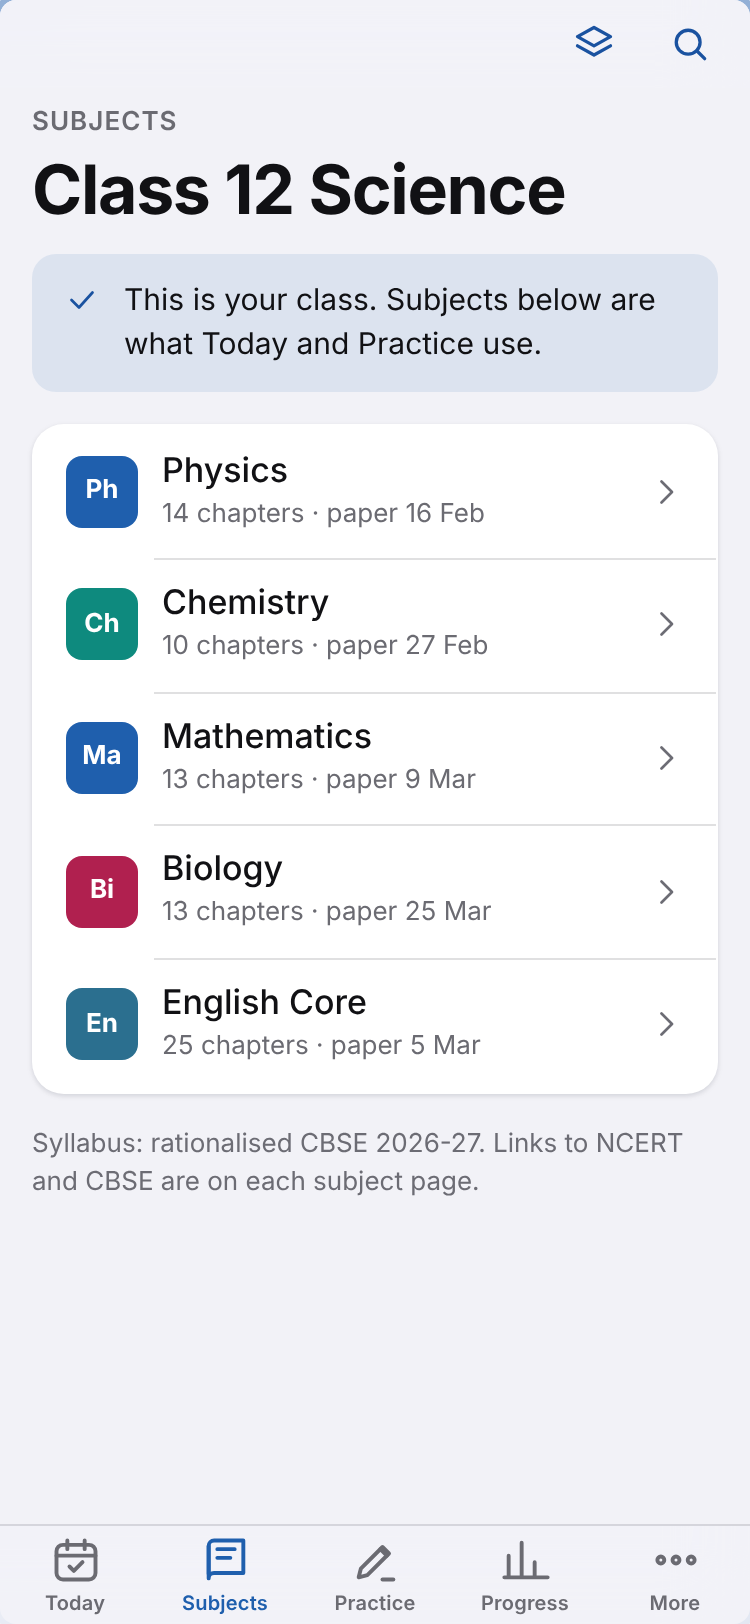 SUBJECTS
Class 12 Science
This is your class. Subjects below are
what Today and Practice use.
Ph
Physics
14 chapters · paper 16 Feb
Ch
Chemistry
10 chapters · paper 27 Feb
Ma
Mathematics
13 chapters · paper 9 Mar
Bi
Biology
13 chapters · paper 25 Mar
En
English Core
25 chapters · paper 5 Mar
Syllabus: rationalised CBSE 2026-27. Links to NCERT
and CBSE are on each subject page.
Today
Subjects
Practice
Progress
More